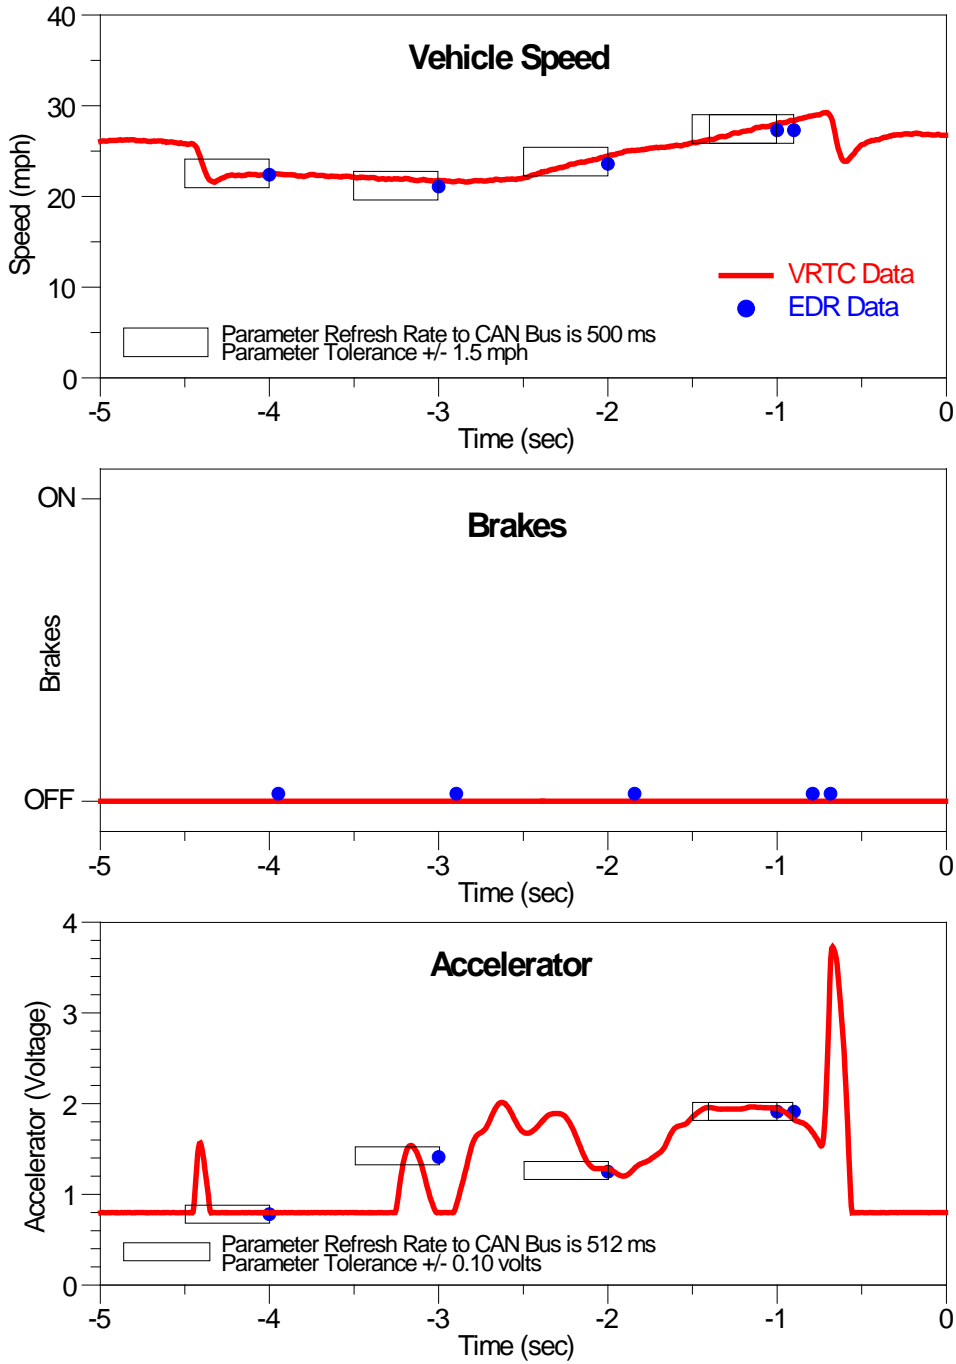 Vehicle Speed
40
30
20
10
0
Speed (mph)
VRTC Data
EDR Data
Parameter Refresh Rate to CAN Bus is 500 ms
Parameter Tolerance +/- 1.5 mph
-5 -4 -3 -2 -1 0
Time (sec)
Brakes
ON
Brakes
OFF
-5 -4 -3 -2 -1 0
Time (sec)
Accelerator
4
3
2
1
0
Accelerator (Voltage)
Parameter Refresh Rate to CAN Bus is 512 ms
Parameter Tolerance +/- 0.10 volts
-5 -4 -3 -2 -1 0
Time (sec)